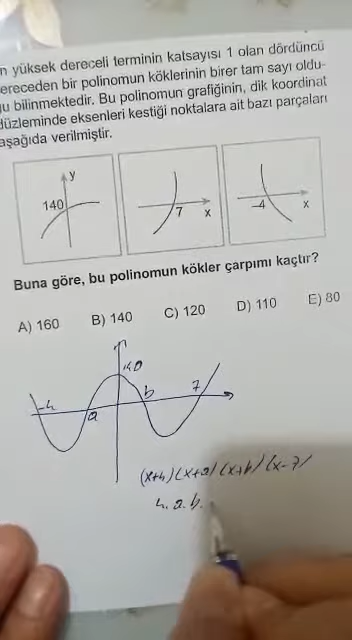 n yüksek dereceli terminin katsayısı 1 olan dördüncü
ereceden bir polinomun köklerinin birer tam sayı oldu-
u bilinmektedir. Bu polinomun grafiğinin, dik koordinat
üzleminde eksenleri kestiği noktalara ait bazı parçaları
aşağıda verilmiştir.
y
140
7
x
-4
x
Buna göre, bu polinomun kökler çarpımı kaçtır?
A) 160 B) 140 C) 120 D) 110 E) 80
140
-4 a b 7
(x+4)(x+a)(x+b)(x-7)
4.a.b.